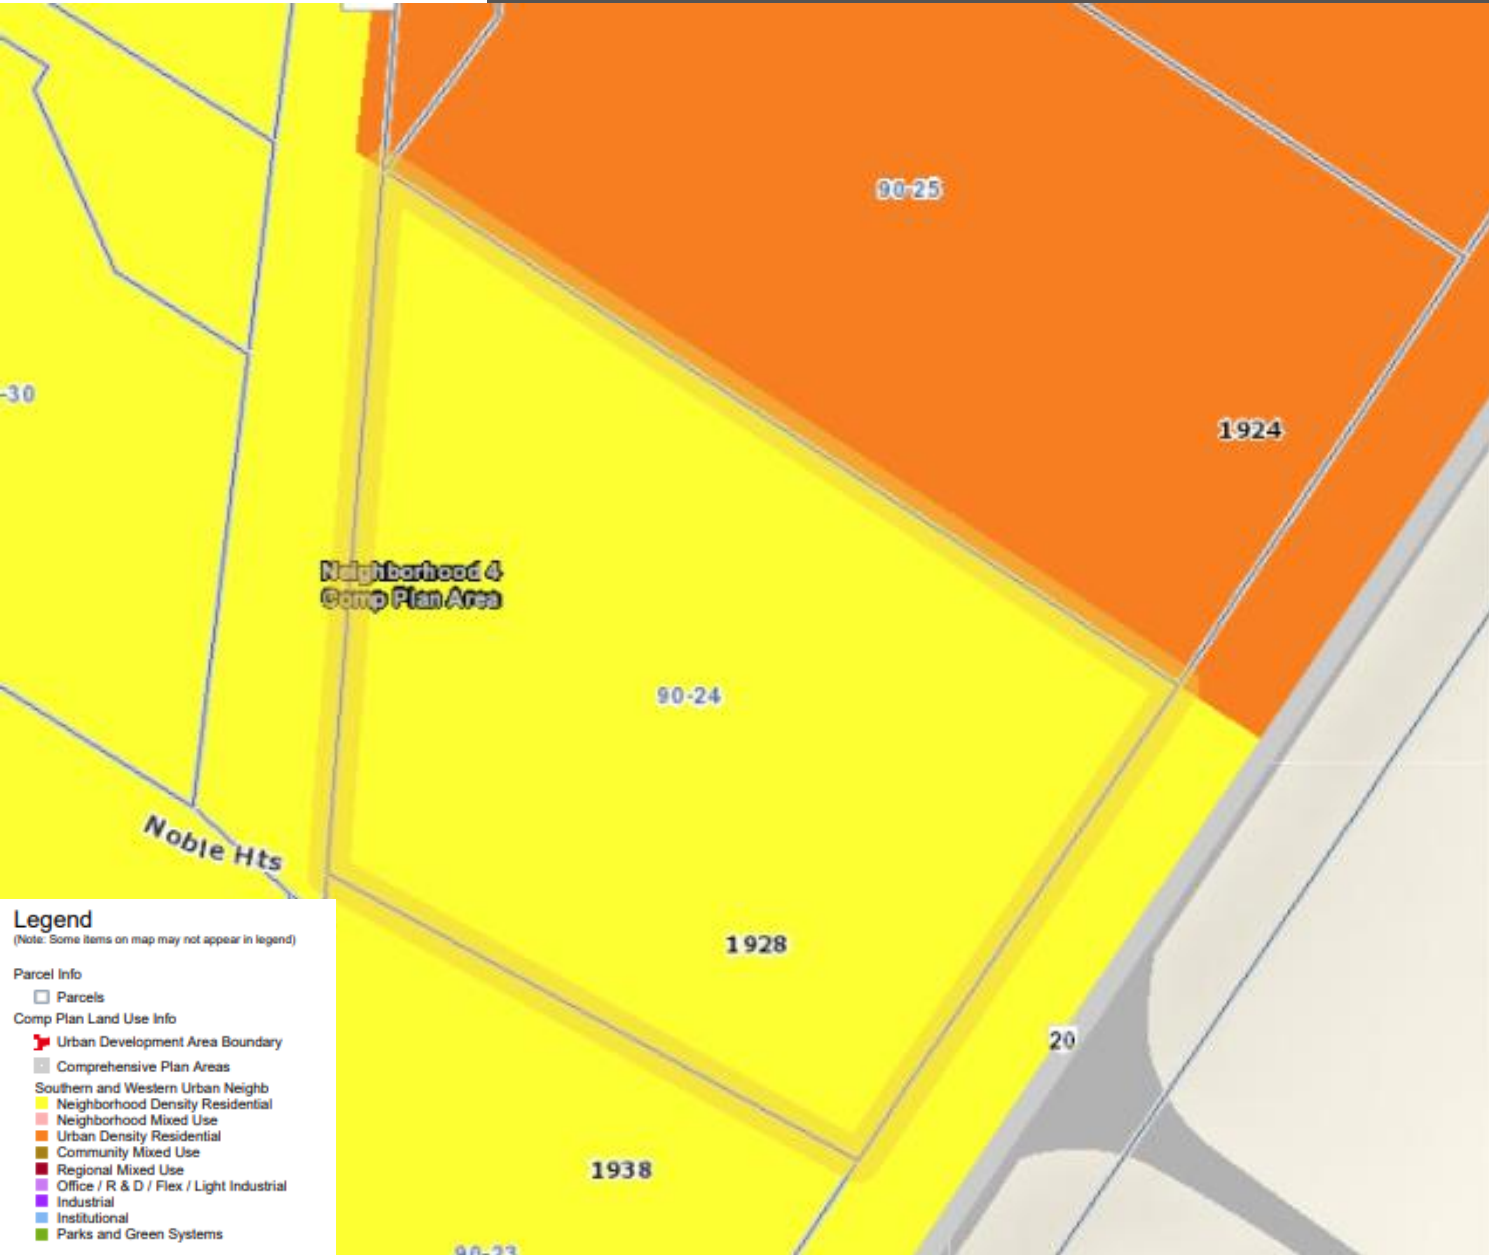 90-25
-30
1924
Neighborhood 4
Comp Plan Area
90-24
Noble Hts
1928
20
1938
90-23
Legend
(Note: Some items on map may not appear in legend)
Parcel Info
Parcels
Comp Plan Land Use Info
Urban Development Area Boundary
Comprehensive Plan Areas
Southern and Western Urban Neighb
Neighborhood Density Residential
Neighborhood Mixed Use
Urban Density Residential
Community Mixed Use
Regional Mixed Use
Office / R & D / Flex / Light Industrial
Industrial
Institutional
Parks and Green Systems